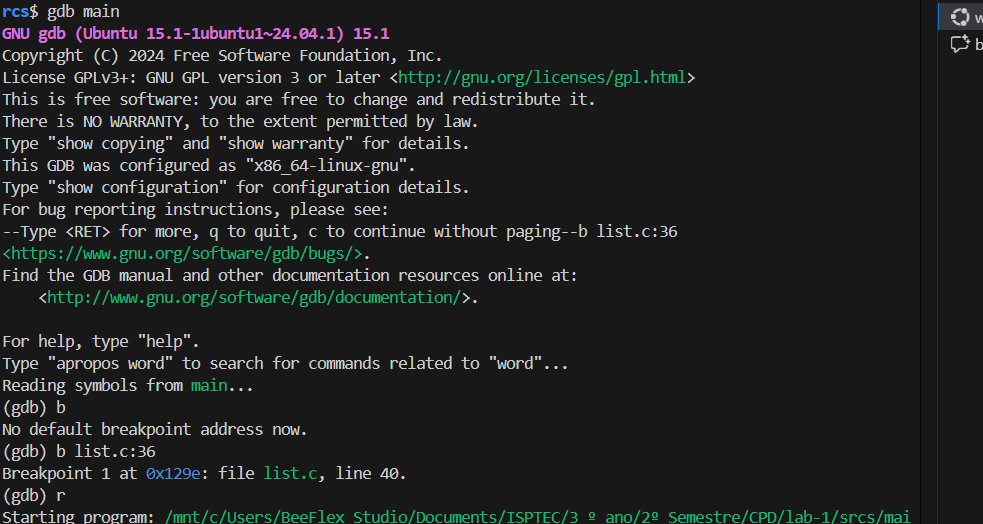 rcs$ gdb main
GNU gdb (Ubuntu 15.1-1ubuntu1~24.04.1) 15.1
Copyright (C) 2024 Free Software Foundation, Inc.
License GPLv3+: GNU GPL version 3 or later <http://gnu.org/licenses/gpl.html>
This is free software: you are free to change and redistribute it.
There is NO WARRANTY, to the extent permitted by law.
Type "show copying" and "show warranty" for details.
This GDB was configured as "x86_64-linux-gnu".
Type "show configuration" for configuration details.
For bug reporting instructions, please see:
--Type <RET> for more, q to quit, c to continue without paging--b list.c:36
<https://www.gnu.org/software/gdb/bugs/>.
Find the GDB manual and other documentation resources online at:
    <http://www.gnu.org/software/gdb/documentation/>.

For help, type "help".
Type "apropos word" to search for commands related to "word"...
Reading symbols from main...
(gdb) b
No default breakpoint address now.
(gdb) b list.c:36
Breakpoint 1 at 0x129e: file list.c, line 40.
(gdb) r
Starting program: /mnt/c/Users/BeeFlex Studio/Documents/ISPTEC/3 º ano/2º Semestre/CPD/lab-1/srcs/mai
w
b